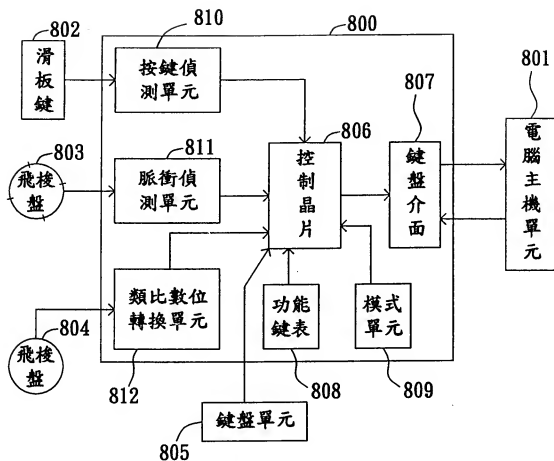 802
滑
板
鍵
810
按鍵偵
測單元
800
801
電
腦
主
機
單
元
803
飛梭
盤
811
脈衝偵
測單元
806
控
制
晶
片
807
鍵
盤
介
面
804
飛梭
盤
類比數位
轉換單元
812
功能
鍵表
808
模式
單元
809
805
鍵盤單元